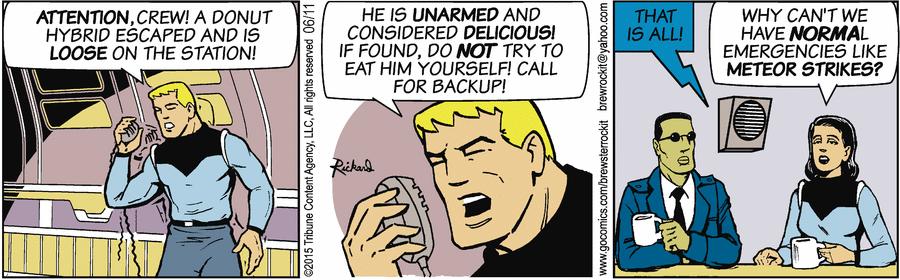 ATTENTION, CREW! A DONUT
HYBRID ESCAPED AND IS
LOOSE ON THE STATION!
©2015 Tribune Content Agency, LLC, All rights reserved 06/11
HE IS UNARMED AND
CONSIDERED DELICIOUS!
IF FOUND, DO NOT TRY TO
EAT HIM YOURSELF! CALL
FOR BACKUP!
Rickard
www.gocomics.com/brewsterrockit brewrockit@yahoo.com
THAT
IS ALL!
WHY CAN'T WE
HAVE NORMAL
EMERGENCIES LIKE
METEOR STRIKES?